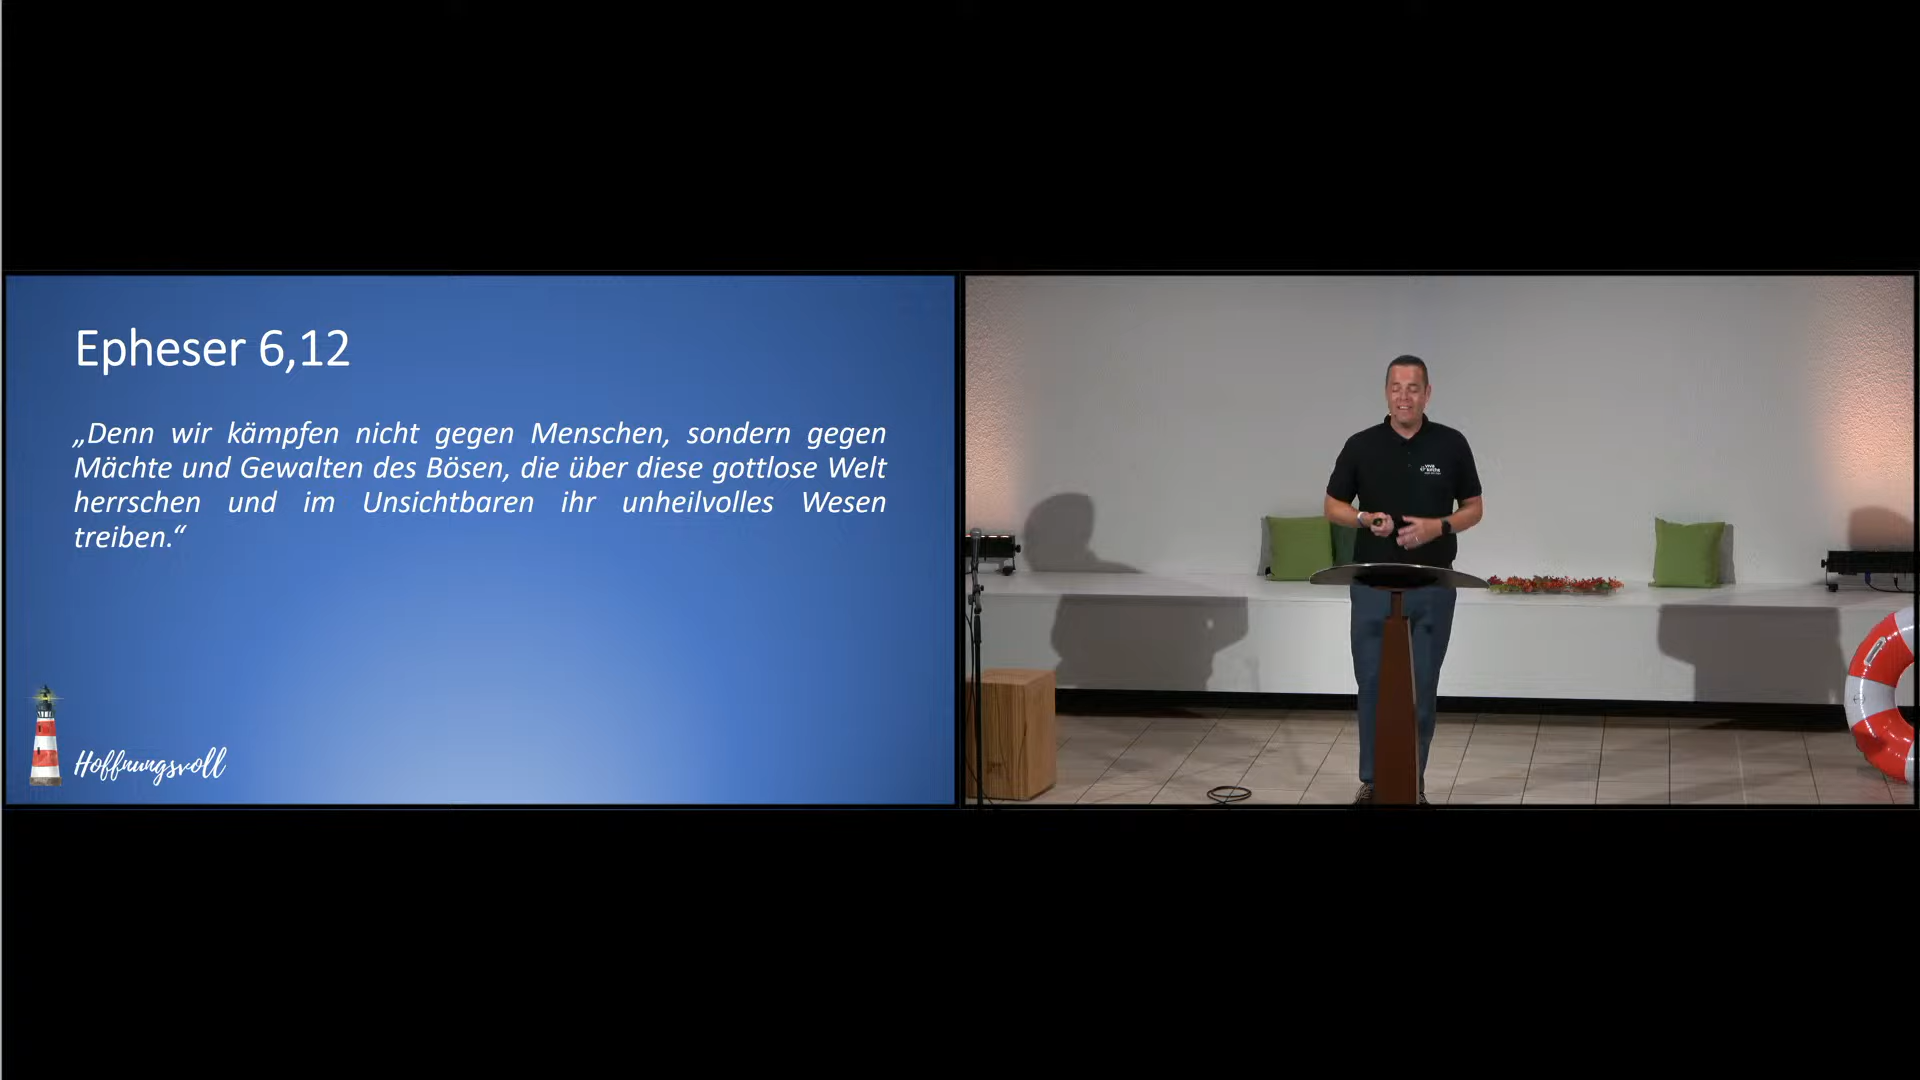 Epheser 6,12
„Denn wir kämpfen nicht gegen Menschen, sondern gegen
Mächte und Gewalten des Bösen, die über diese gottlose Welt
herrschen und im Unsichtbaren ihr unheilvolles Wesen
treiben.“
Hoffnungsvoll